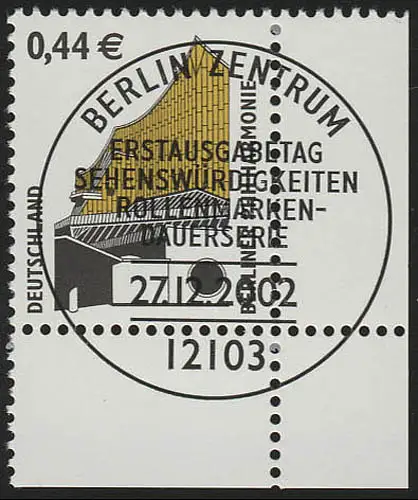 0,44 €
BERLIN ZENTRUM
ERSTAUSGABETAG
SEHENSWÜRDIGKEITEN
ROLLENMARKEN-
DAUERSERIE
27.12.2002
12103
DEUTSCHLAND
BERLINER PHILHARMONIE